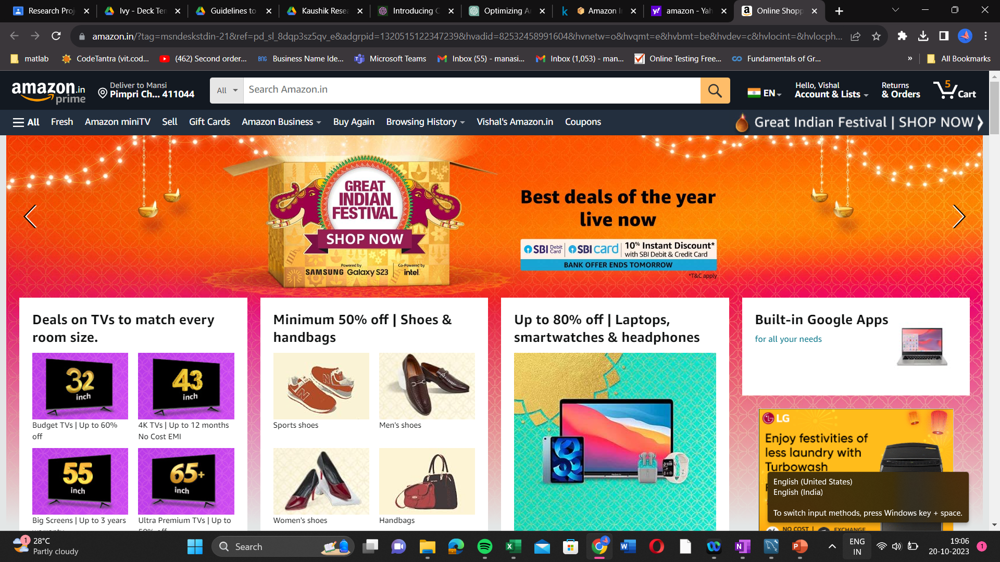 Research Proj
Ivy - Deck Ten
Guidelines to
Kaushik Resea
Introducing C
Optimizing A
Amazon I
amazon - Yah
Online Shopp
amazon.in/?tag=msndeskstdin-21&ref=pd_sl_8dqp3sz5qv_e&adgrpid=1320515122347239&hvadid=82532458991604&hvnetw=o&hvqmt=e&hvbmt=be&hvdev=c&hvlocint=&hvlocph...
matlab
CodeTantra (vit.cod...
(462) Second order...
BNG
Business Name Ide...
Microsoft Teams
Inbox (55) - manasi...
Inbox (1,053) - man...
Online Testing Free...
Fundamentals of Gr...
»
All Bookmarks
amazon.in
prime
Deliver to Mansi
Pimpri Ch... 411044
All
Search Amazon.in
EN
Hello, Vishal
Account & Lists
Returns
& Orders
5
Cart
All
Fresh
Amazon miniTV
Sell
Gift Cards
Amazon Business
Buy Again
Browsing History
Vishal's Amazon.in
Coupons
Great Indian Festival | SHOP NOW
GREAT
INDIAN
FESTIVAL
SHOP NOW
Powered by
SAMSUNG Galaxy S23
Co-Powered by
intel.
Best deals of the year
live now
SBI Debit Card
SBI card
10% Instant Discount*
with SBI Debit & Credit Card
BANK OFFER ENDS TOMORROW
*T&C apply
Deals on TVs to match every
room size.
32
inch
43
inch
Budget TVs | Up to 60%
off
4K TVs | Up to 12 months
No Cost EMI
55
inch
65+
inch
Big Screens | Up to 3 years
warranty
Ultra Premium TVs | Up to
50% off
Minimum 50% off | Shoes &
handbags
Sports shoes
Men's shoes
Women's shoes
Handbags
Up to 80% off | Laptops,
smartwatches & headphones
Built-in Google Apps
for all your needs
LG
Enjoy festivities of
less laundry with
Turbowash
NO COST
EXCHANGE
English (United States)
English (India)
To switch input methods, press Windows key + space.
1
28°C
Partly cloudy
Search
ENG
IN
19:06
20-10-2023
1